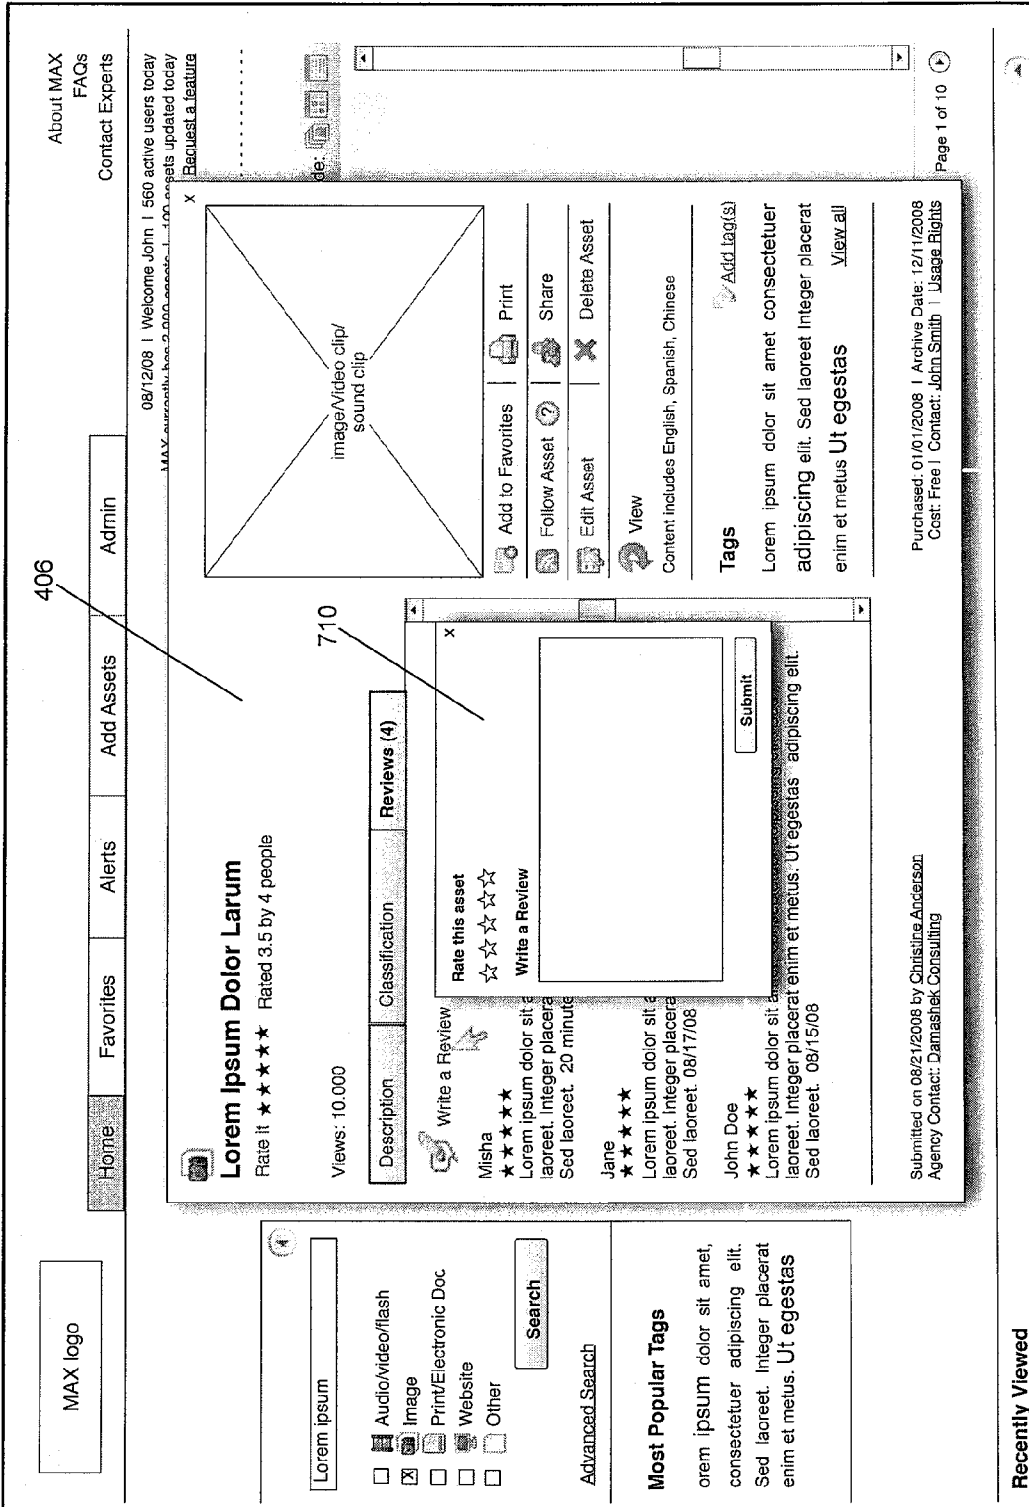 MAX logo
Home
Favorites
Alerts
Add Assets
Admin
About MAX
FAQs
Contact Experts
406
08/12/08 | Welcome John | 560 active users today
MAX currently has 2,000 assets | 100 assets updated today
Request a feature
de:
Lorem ipsum
Audio/video/flash
X Image
Print/Electronic Doc
Website
Other
Search
Advanced Search
Most Popular Tags
orem ipsum dolor sit amet,
consectetuer adipiscing elit.
Sed laoreet. Integer placerat
enim et metus. Ut egestas
x
Lorem Ipsum Dolor Larum
Rate It ★★★★★ Rated 3.5 by 4 people
Views: 10.000
710
Description
Classification
Reviews (4)
Write a Review
Misha
★★★★★
Lorem ipsum dolor sit a
laoreet. Integer placera
Sed laoreet. 20 minute
Jane
★★★★★
Lorem ipsum dolor sit a
laoreet. Integer placera
Sed laoreet. 08/17/08
John Doe
★★★★★
Lorem ipsum dolor sit
laoreet. Integer placerat enim et metus. Ut egestas adipiscing elit.
Sed laoreet. 08/15/08
x
Rate this asset
☆☆☆☆☆
Write a Review
Submit
image/Video clip/
sound clip
Add to Favorites
Print
Follow Asset ?
Share
Edit Asset
Delete Asset
View
Content includes English, Spanish, Chinese
Tags
Add tag(s)
Lorem ipsum dolor sit amet consectetuer
adipiscing elit. Sed laoreet Integer placerat
enim et metus Ut egestas
View all
Submitted on 08/21/2008 by Christine Anderson
Agency Contact: Damashek Consulting
Purchased: 01/01/2008 | Archive Date: 12/11/2008
Cost: Free | Contact: John Smith | Usage Rights
Page 1 of 10
Recently Viewed